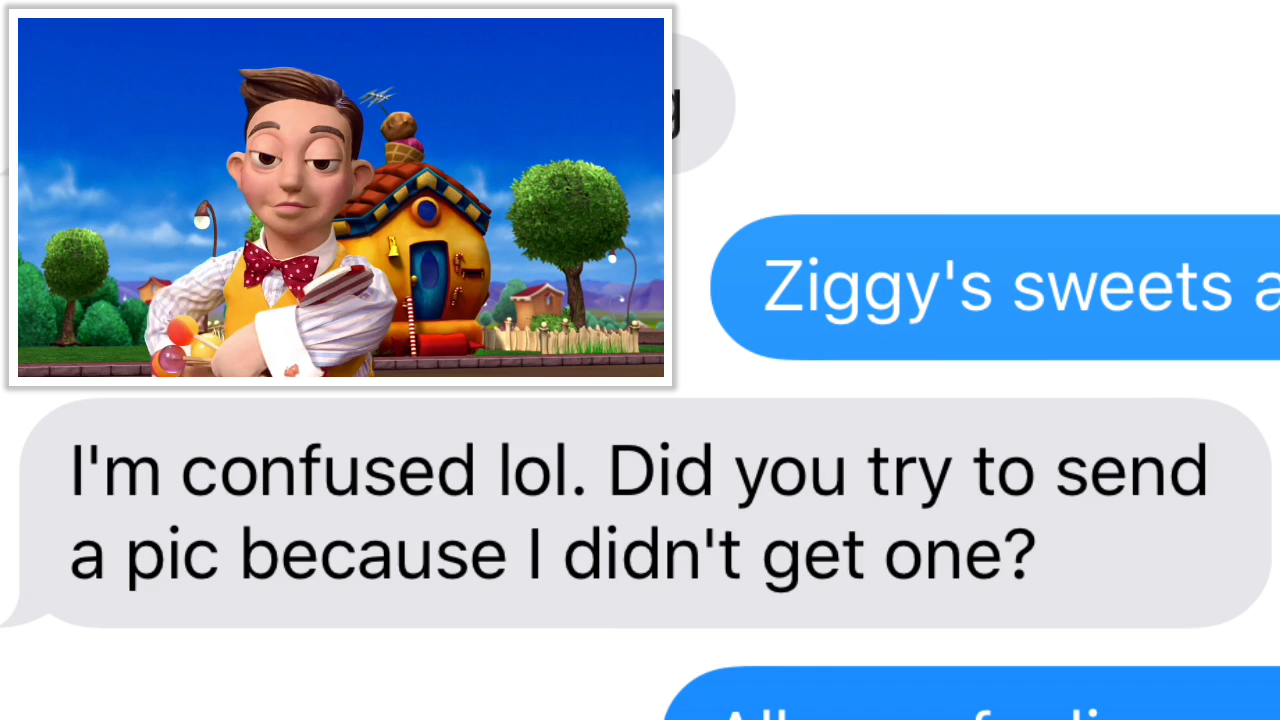 Ziggy's sweets a
I'm confused lol. Did you try to send
a pic because I didn't get one?